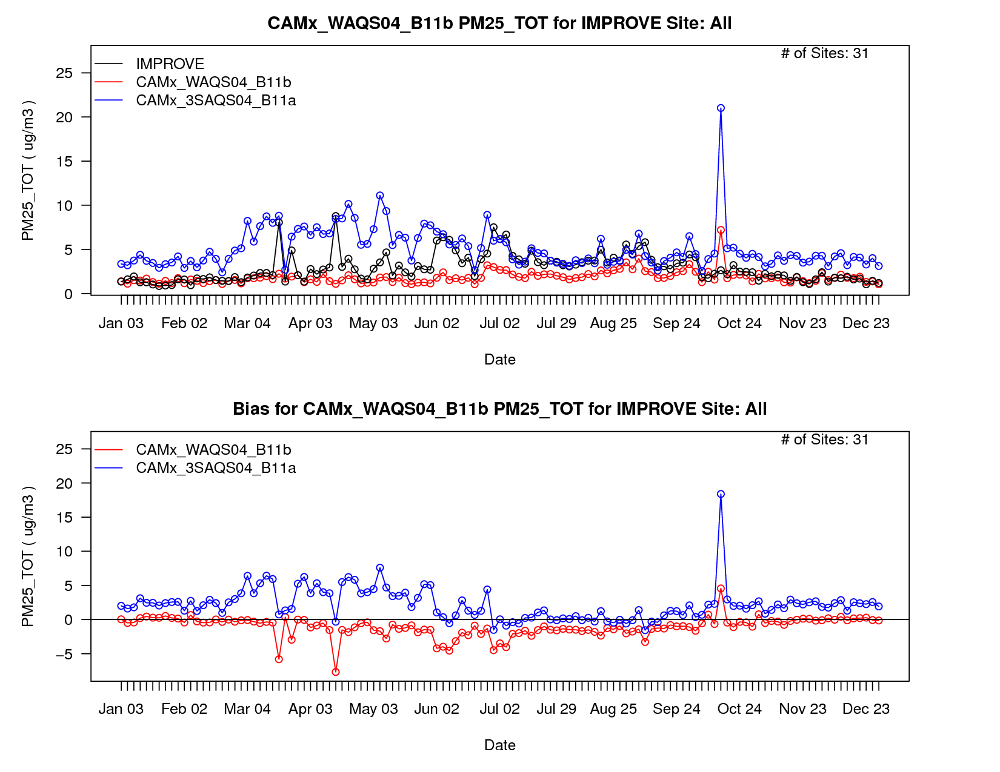 CAMx_WAQS04_B11b PM25_TOT for IMPROVE Site: All
# of Sites: 31
IMPROVE
CAMx_WAQS04_B11b
CAMx_3SAQS04_B11a
PM25_TOT ( ug/m3 )
25
20
15
10
5
0
Jan 03 Feb 02 Mar 04 Apr 03 May 03 Jun 02 Jul 02 Jul 29 Aug 25 Sep 24 Oct 24 Nov 23 Dec 23
Date
Bias for CAMx_WAQS04_B11b PM25_TOT for IMPROVE Site: All
# of Sites: 31
CAMx_WAQS04_B11b
CAMx_3SAQS04_B11a
PM25_TOT ( ug/m3 )
25
20
15
10
5
0
−5
Jan 03 Feb 02 Mar 04 Apr 03 May 03 Jun 02 Jul 02 Jul 29 Aug 25 Sep 24 Oct 24 Nov 23 Dec 23
Date